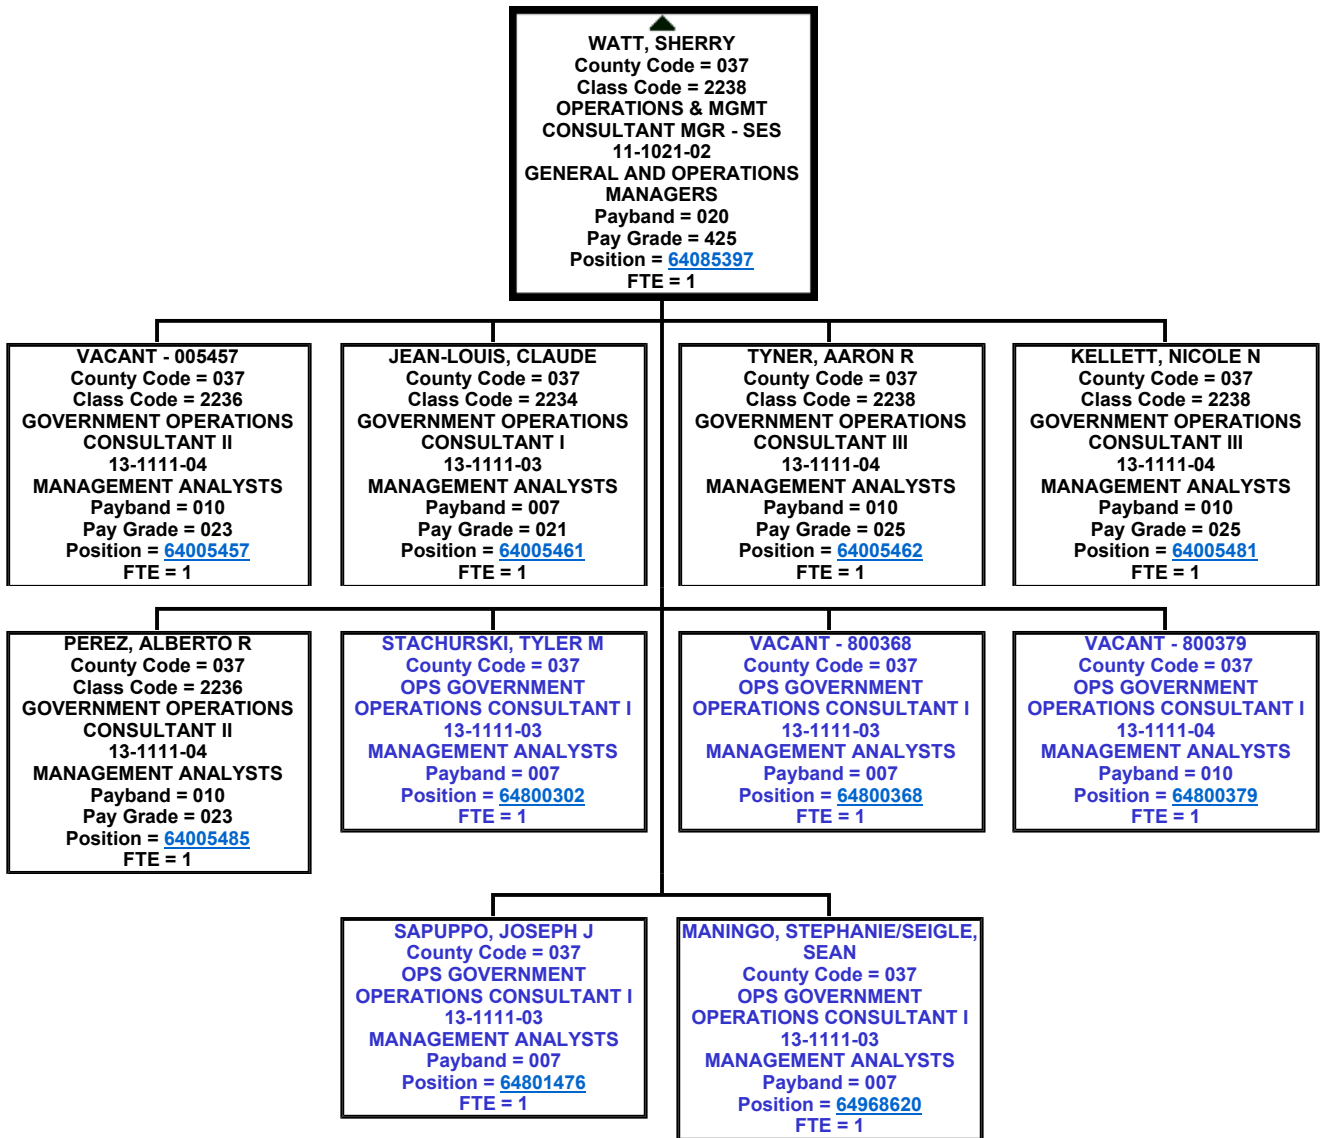 WATT, SHERRY
County Code = 037
Class Code = 2238
OPERATIONS & MGMT
CONSULTANT MGR - SES
11-1021-02
GENERAL AND OPERATIONS
MANAGERS
Payband = 020
Pay Grade = 425
Position = 64085397
FTE = 1
VACANT - 005457
County Code = 037
Class Code = 2236
GOVERNMENT OPERATIONS
CONSULTANT II
13-1111-04
MANAGEMENT ANALYSTS
Payband = 010
Pay Grade = 023
Position = 64005457
FTE = 1
JEAN-LOUIS, CLAUDE
County Code = 037
Class Code = 2234
GOVERNMENT OPERATIONS
CONSULTANT I
13-1111-03
MANAGEMENT ANALYSTS
Payband = 007
Pay Grade = 021
Position = 64005461
FTE = 1
TYNER, AARON R
County Code = 037
Class Code = 2238
GOVERNMENT OPERATIONS
CONSULTANT III
13-1111-04
MANAGEMENT ANALYSTS
Payband = 010
Pay Grade = 025
Position = 64005462
FTE = 1
KELLETT, NICOLE N
County Code = 037
Class Code = 2238
GOVERNMENT OPERATIONS
CONSULTANT III
13-1111-04
MANAGEMENT ANALYSTS
Payband = 010
Pay Grade = 025
Position = 64005481
FTE = 1
PEREZ, ALBERTO R
County Code = 037
Class Code = 2236
GOVERNMENT OPERATIONS
CONSULTANT II
13-1111-04
MANAGEMENT ANALYSTS
Payband = 010
Pay Grade = 023
Position = 64005485
FTE = 1
STACHURSKI, TYLER M
County Code = 037
OPS GOVERNMENT
OPERATIONS CONSULTANT I
13-1111-03
MANAGEMENT ANALYSTS
Payband = 007
Position = 64800302
FTE = 1
VACANT - 800368
County Code = 037
OPS GOVERNMENT
OPERATIONS CONSULTANT I
13-1111-03
MANAGEMENT ANALYSTS
Payband = 007
Position = 64800368
FTE = 1
VACANT - 800379
County Code = 037
OPS GOVERNMENT
OPERATIONS CONSULTANT I
13-1111-04
MANAGEMENT ANALYSTS
Payband = 010
Position = 64800379
FTE = 1
SAPUPPO, JOSEPH J
County Code = 037
OPS GOVERNMENT
OPERATIONS CONSULTANT I
13-1111-03
MANAGEMENT ANALYSTS
Payband = 007
Position = 64801476
FTE = 1
MANINGO, STEPHANIE/SEIGLE,
SEAN
County Code = 037
OPS GOVERNMENT
OPERATIONS CONSULTANT I
13-1111-03
MANAGEMENT ANALYSTS
Payband = 007
Position = 64968620
FTE = 1